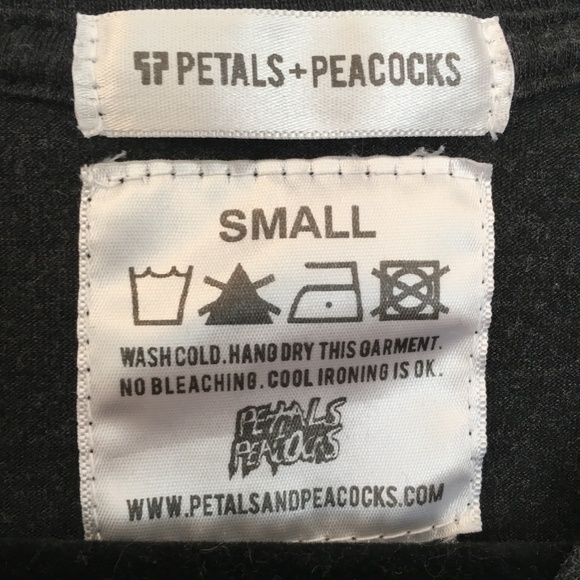 PETALS+PEACOCKS
SMALL
WASH COLD. HANG DRY THIS GARMENT.
NO BLEACHING. COOL IRONING IS OK.
PETALS
PEACOCKS
WWW.PETALSANDPEACOCKS.COM